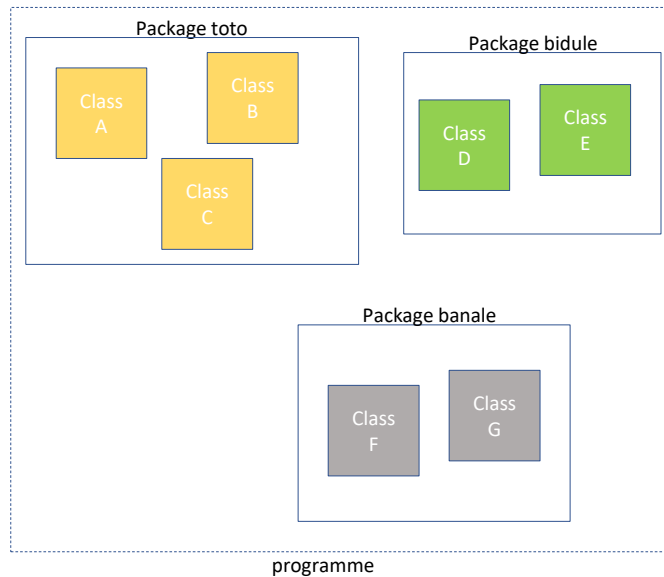 Package toto
Class
A
Class
B
Class
C
Package bidule
Class
D
Class
E
Package banale
Class
F
Class
G
programme